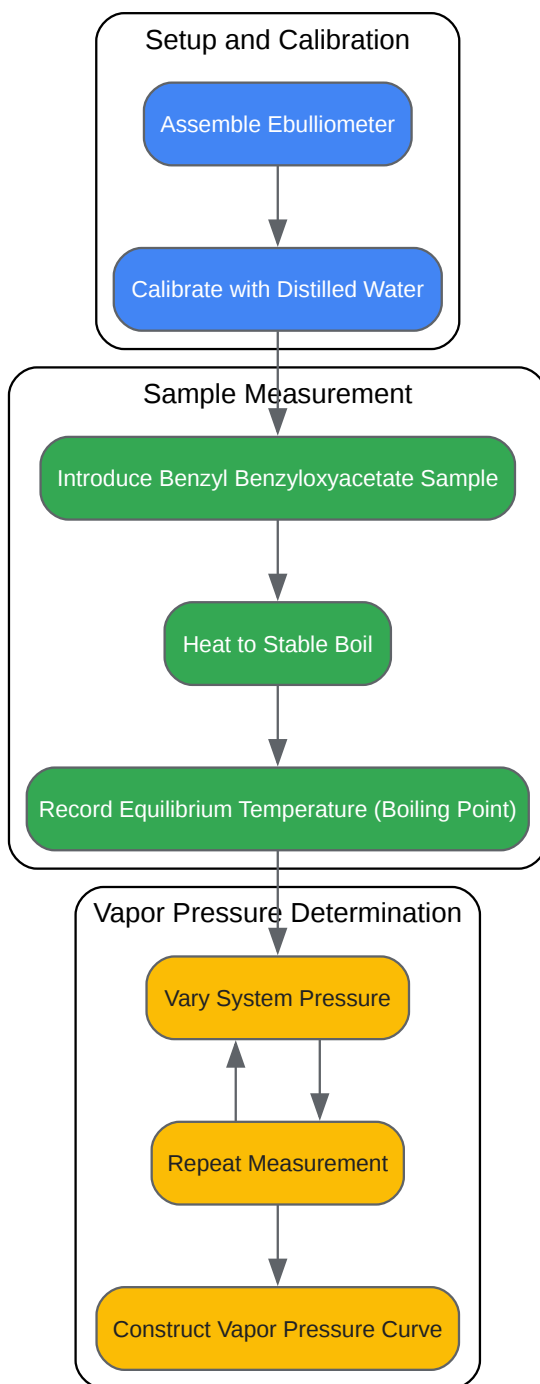 Setup and Calibration
Assemble Ebulliometer
Calibrate with Distilled Water
Sample Measurement
Introduce Benzyl Benzyloxyacetate Sample
Heat to Stable Boil
Record Equilibrium Temperature (Boiling Point)
Vapor Pressure Determination
Vary System Pressure
Repeat Measurement
Construct Vapor Pressure Curve